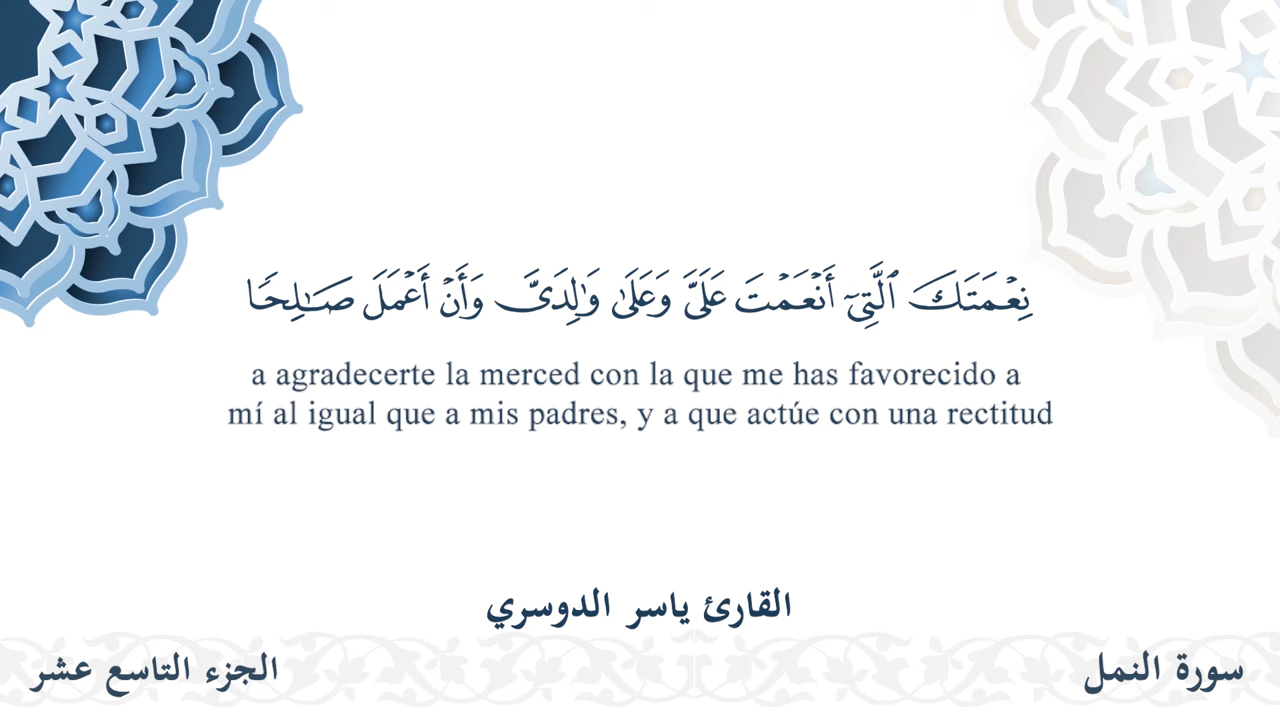 نِعۡمَتَكَ ٱلَّتِيٓ أَنۡعَمۡتَ عَلَيَّ وَعَلَىٰ وَٰلِدَيَّ وَأَنۡ أَعۡمَلَ صَٰلِحٗا
a agradecerte la merced con la que me has favorecido a
mí al igual que a mis padres, y a que actúe con una rectitud
القارئ ياسر الدوسري
سورة النمل
الجزء التاسع عشر